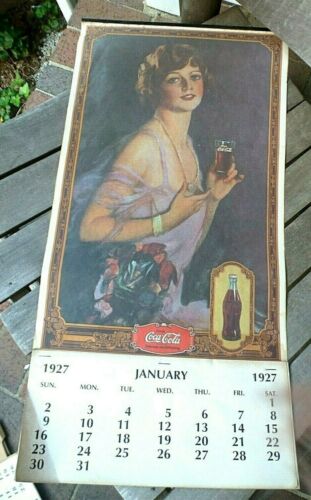 Coca-Cola
Coca-Cola
1927 JANUARY 1927
SUN. MON. TUE. WED. THU. FRI. SAT.
1
2 3 4 5 6 7 8
9 10 11 12 13 14 15
16 17 18 19 20 21 22
23 24 25 26 27 28 29
30 31